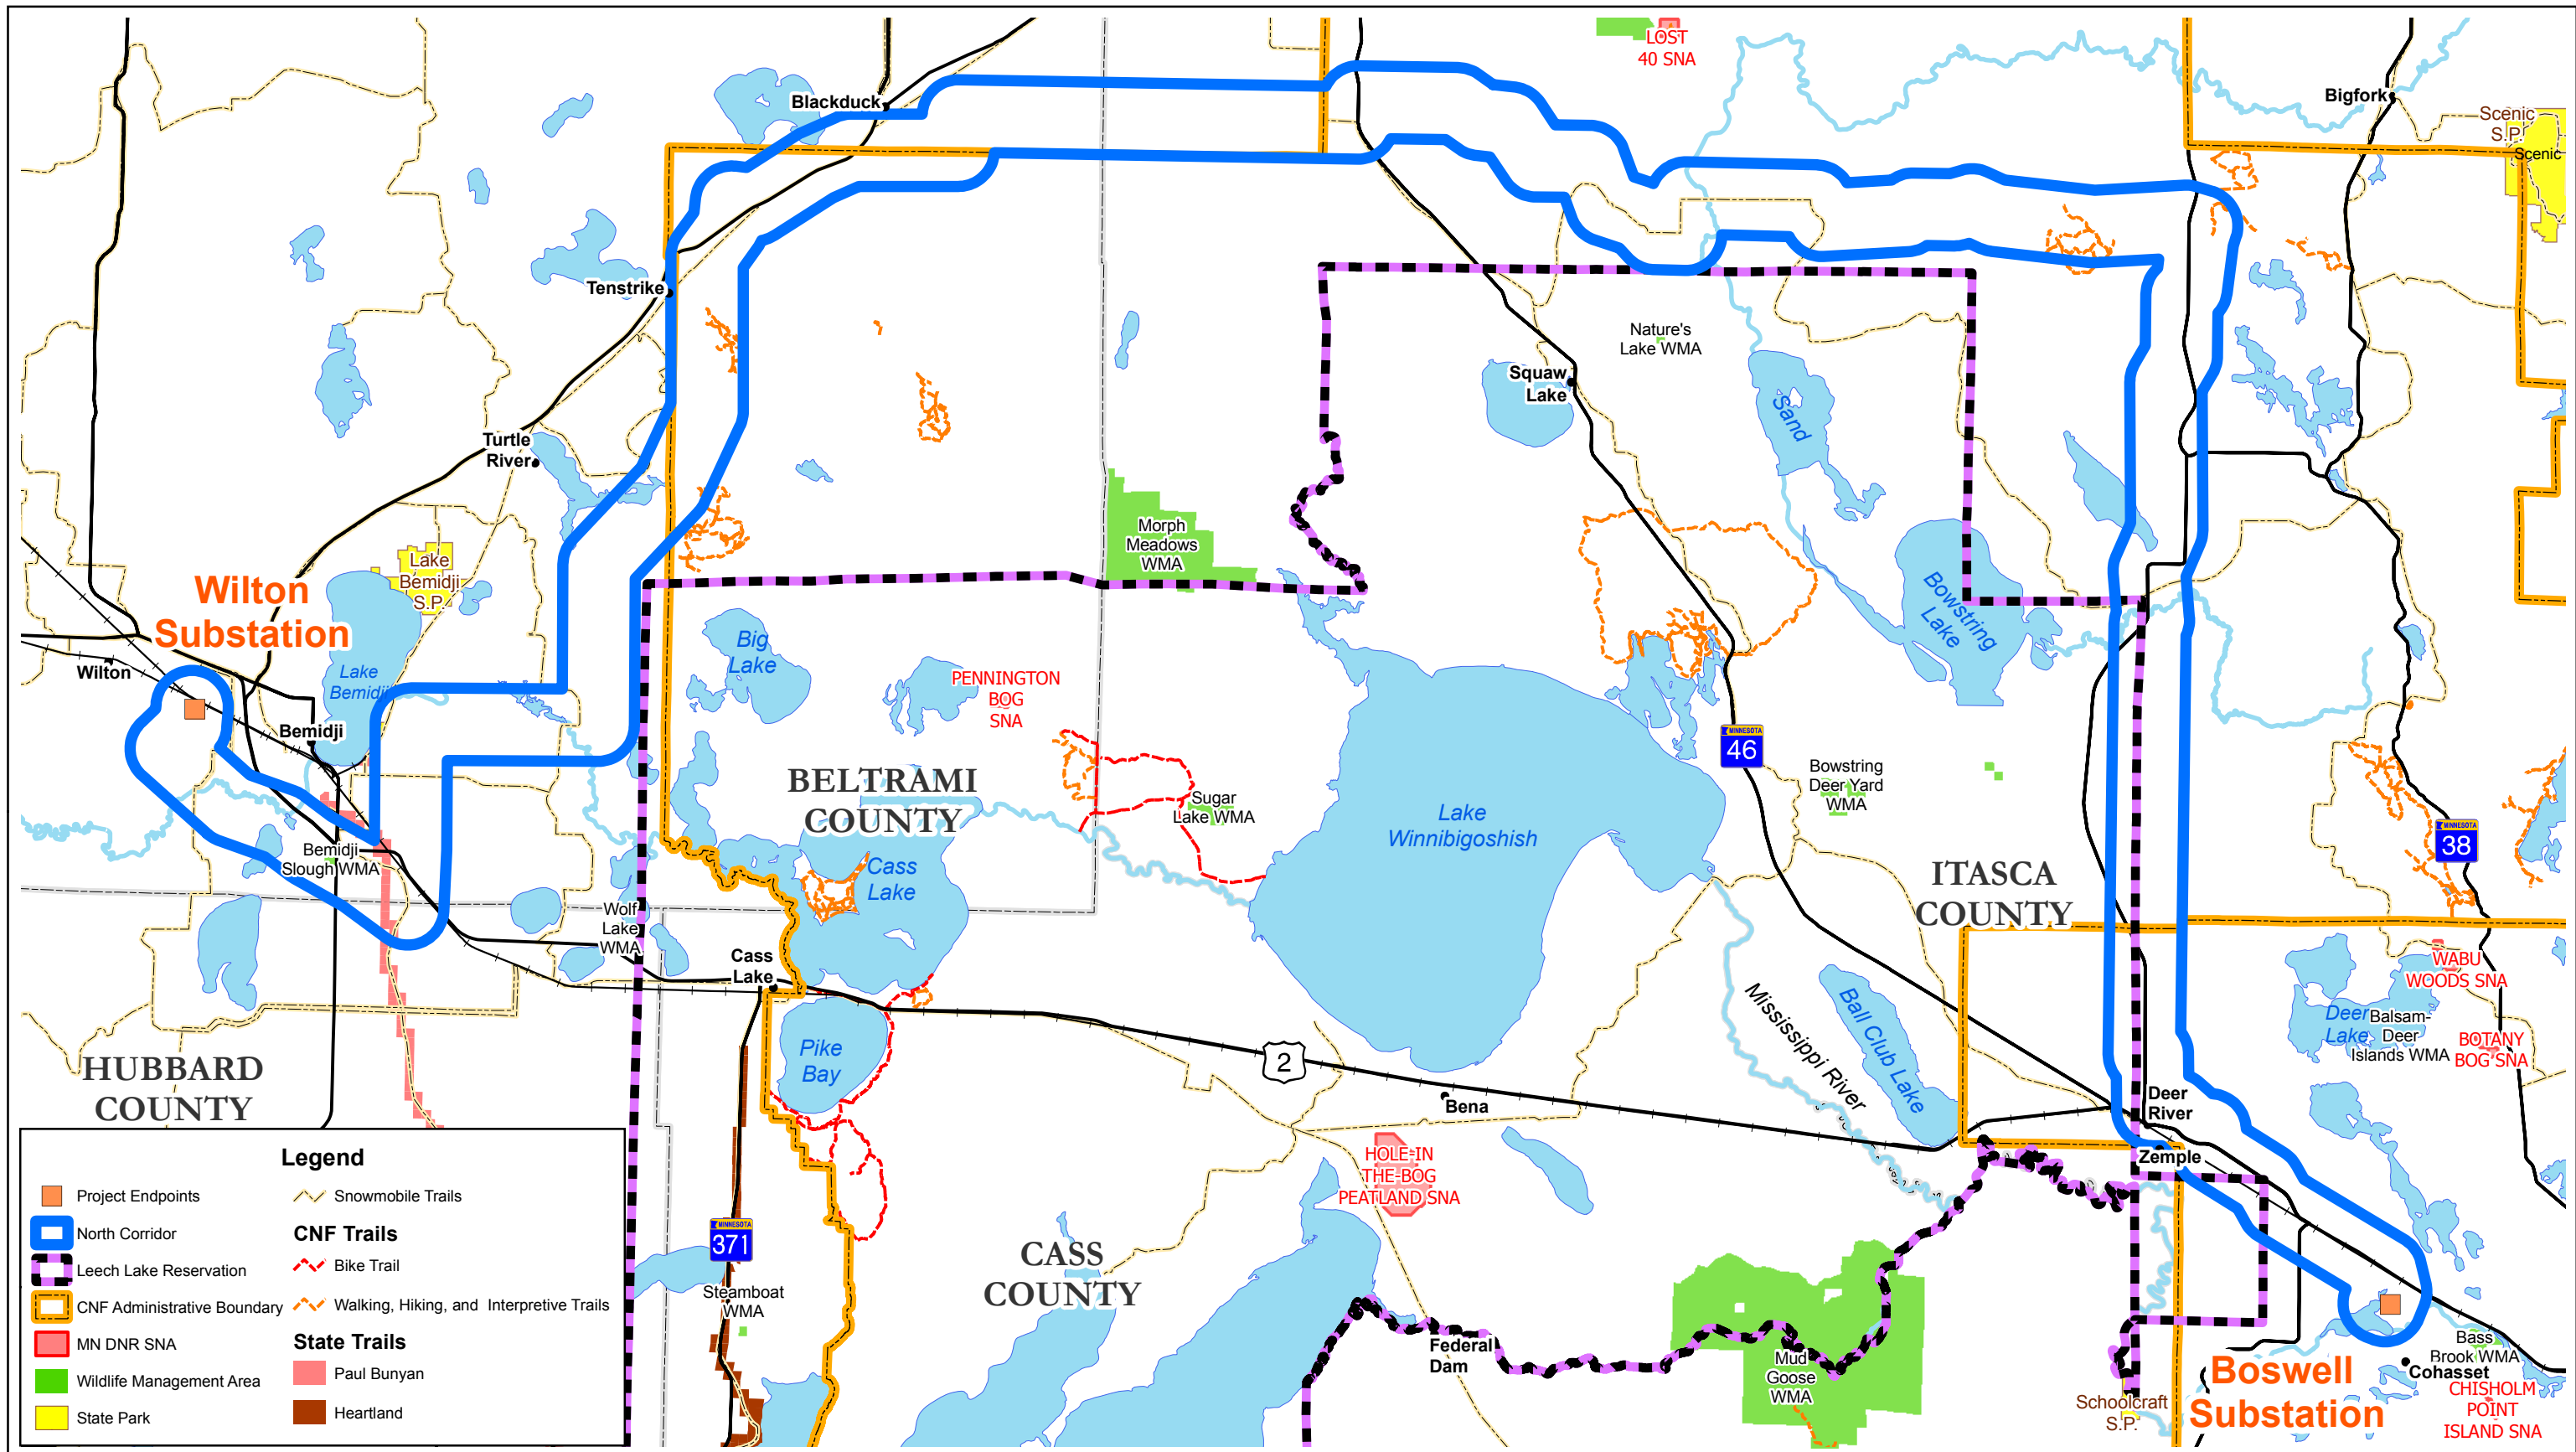 LOST
40 SNA
Blackduck
Bigfork
Scenic
S.P.
Scenic
Tenstrike
Nature's
Lake WMA
Squaw
Lake
Sand
Turtle
River
Morph
Meadows
WMA
Lake
Bemidji
S.P.
Wilton
Substation
Bowstring
Lake
Big
Lake
Wilton
Lake
Bemidji
PENNINGTON
BOG
SNA
Bemidji
MINNESOTA
46
BELTRAMI
COUNTY
Bowstring
Deer Yard
WMA
Sugar
Lake WMA
Lake
Winnibigoshish
MINNESOTA
38
Bemidji
Slough WMA
Cass
Lake
ITASCA
COUNTY
Wolf
Lake
WMA
Cass
Lake
WABU
WOODS SNA
Mississippi River
Ball Club Lake
Deer
Lake
Balsam-
Deer
Islands WMA
BOTANY
BOG SNA
HUBBARD
COUNTY
Pike
Bay
2
Bena
Deer
River
Zemple
HOLE-IN
THE-BOG
PEATLAND SNA
MINNESOTA
371
CASS
COUNTY
Steamboat
WMA
Federal
Dam
Mud
Goose
WMA
Bass
Brook WMA
Cohasset
Boswell
Substation
Schoolcraft
S.P.
CHISHOLM
POINT
ISLAND SNA
Legend
Project Endpoints
North Corridor
Leech Lake Reservation
CNF Administrative Boundary
MN DNR SNA
Wildlife Management Area
State Park
Snowmobile Trails
CNF Trails
Bike Trail
Walking, Hiking, and Interpretive Trails
State Trails
Paul Bunyan
Heartland